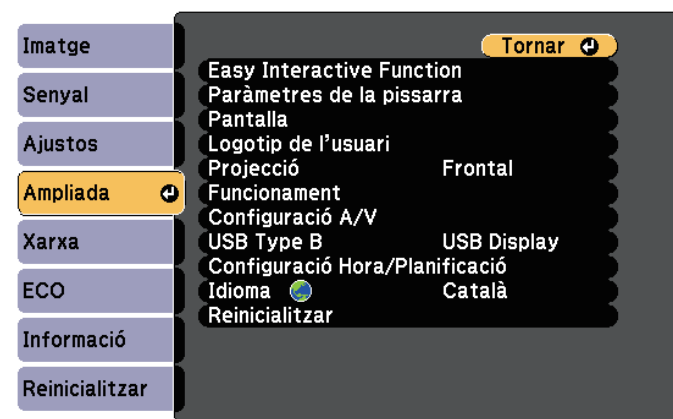 Imatge
Senyal
Ajustos
Ampliada
Xarxa
ECO
Informació
Reinicialitzar
Tornar
Easy Interactive Function
Paràmetres de la pissarra
Pantalla
Logotip de l'usuari
Projecció Frontal
Funcionament
Configuració A/V
USB Type B USB Display
Configuració Hora/Planificació
Idioma Català
Reinicialitzar